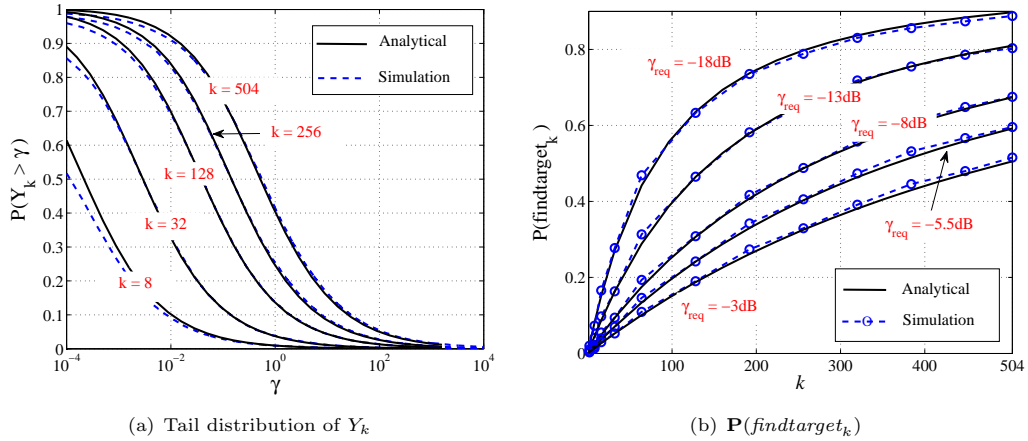 P(Y_k > γ)
1
0.9
0.8
0.7
0.6
0.5
0.4
0.3
0.2
0.1
0
Analytical
Simulation
k = 504
k = 256
k = 128
k = 32
k = 8
10^−4
10^−2
10^0
10^2
10^4
γ
(a) Tail distribution of Y_k
P(findtarget_k)
0.8
0.6
0.4
0.2
0
γ_req = −18dB
γ_req = −13dB
γ_req = −8dB
γ_req = −5.5dB
γ_req = −3dB
Analytical
Simulation
100
200
300
400
504
k
(b) P(findtarget_k)